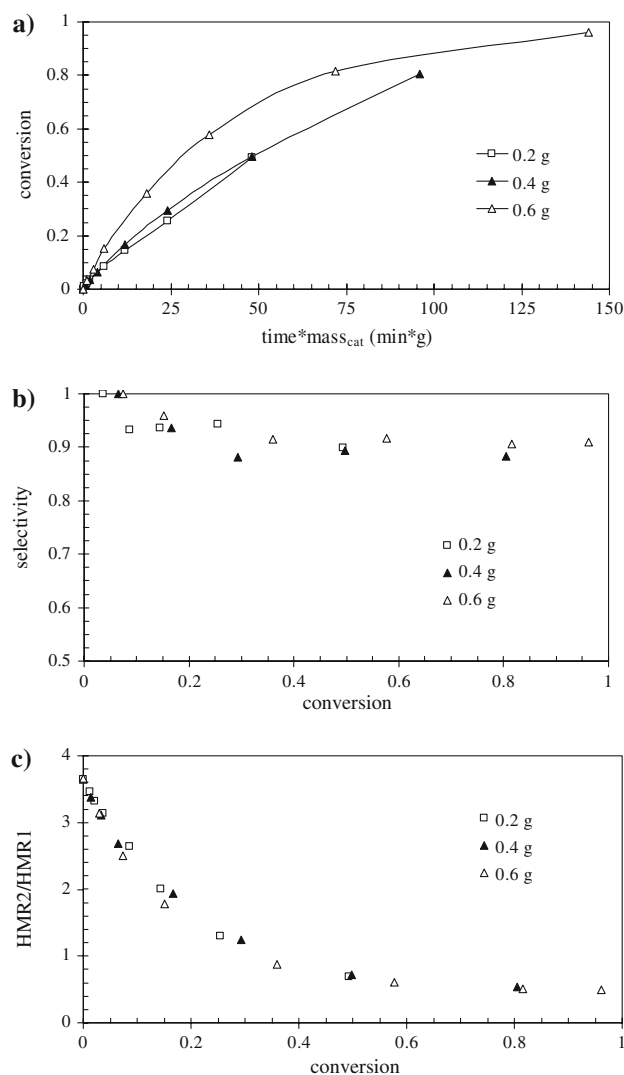 a)
1
0.8
0.6
0.4
0.2
0
conversion
0.2 g
0.4 g
0.6 g
0 25 50 75 100 125 150
time*mass_cat (min*g)
b)
1
0.9
0.8
0.7
0.6
0.5
selectivity
0.2 g
0.4 g
0.6 g
0 0.2 0.4 0.6 0.8 1
conversion
c)
4
3
2
1
0
HMR2/HMR1
0.2 g
0.4 g
0.6 g
0 0.2 0.4 0.6 0.8 1
conversion